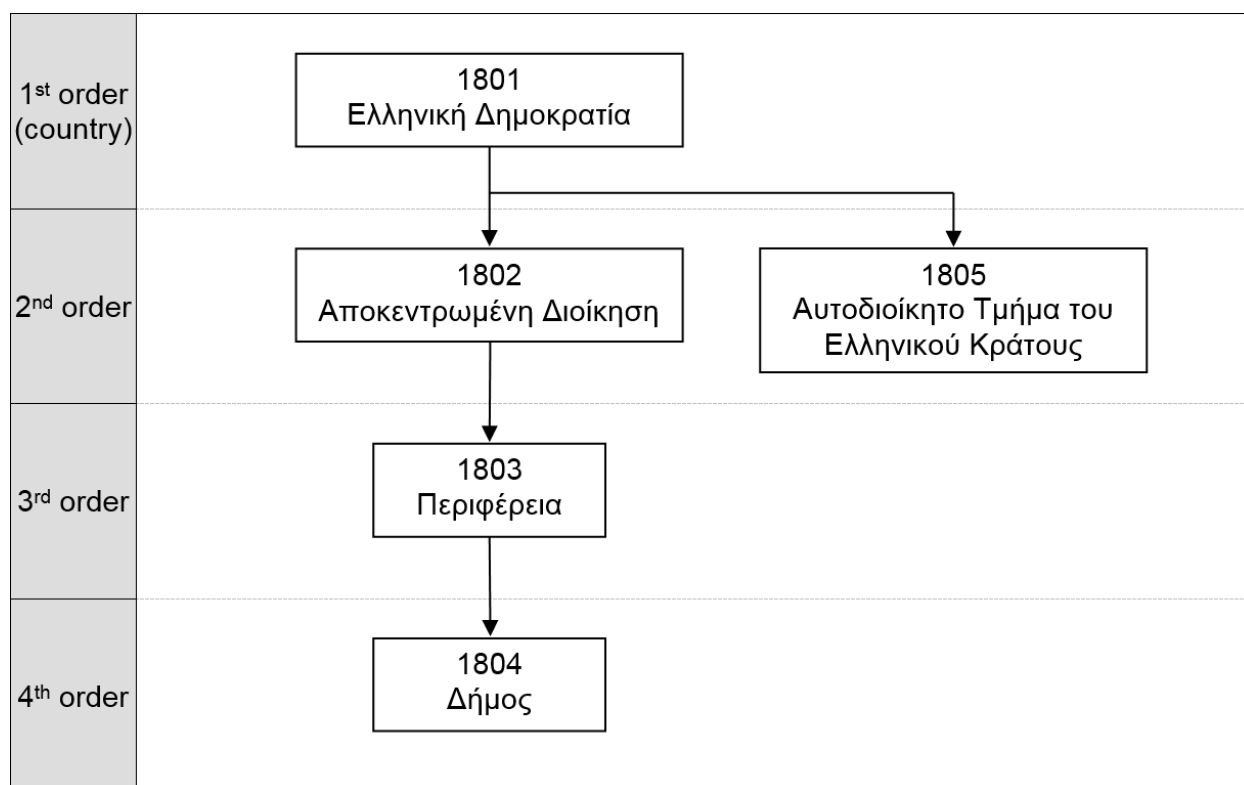 1st order
(country)
1801
Ελληνική Δημοκρατία
2nd order
1802
Αποκεντρωμένη Διοίκηση
1805
Αυτοδιοίκητο Τμήμα του
Ελληνικού Κράτους
3rd order
1803
Περιφέρεια
4th order
1804
Δήμος